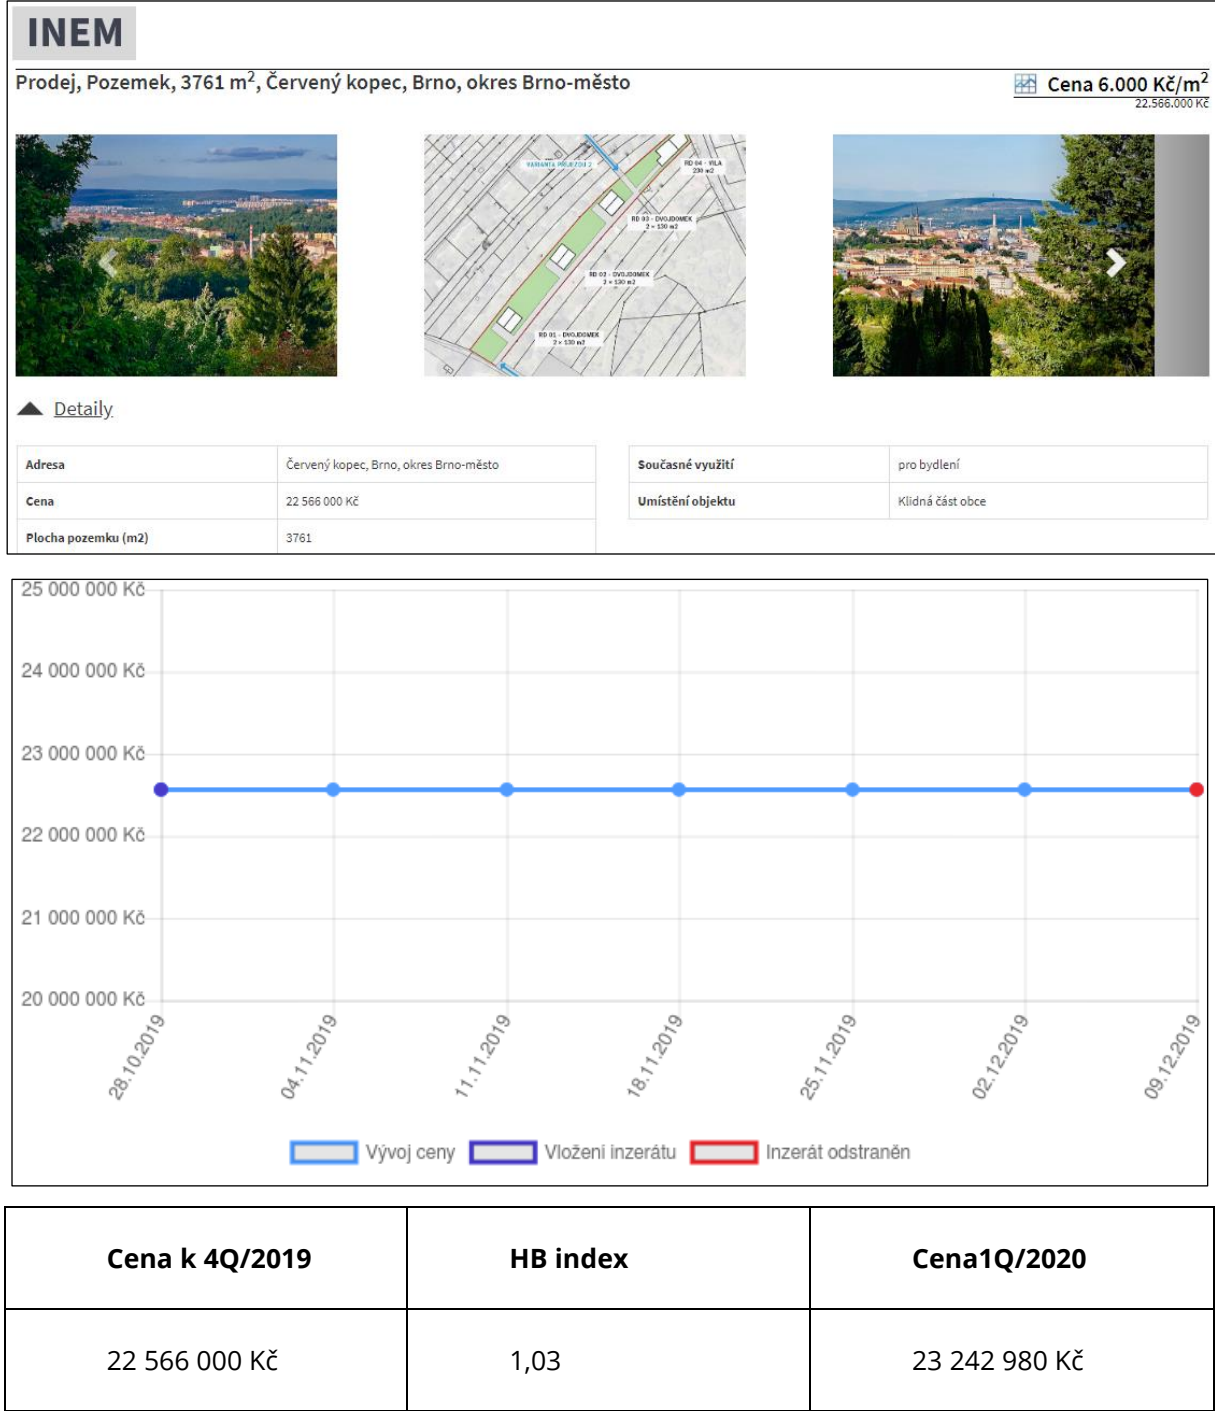 INEM
Prodej, Pozemek, 3761 m², Červený kopec, Brno, okres Brno-město
Cena 6.000 Kč/m²
22.566.000 Kč
VARIANTA PŘÍJEZDU 2
RD 04 - VILA
230 m2
RD 03 - DVOJDOMEK
2 × 130 m2
RD 02 - DVOJDOMEK
2 × 130 m2
RD 01 - DVOJDOMEK
2 × 130 m2
Detaily
Adresa Červený kopec, Brno, okres Brno-město
Cena 22 566 000 Kč
Plocha pozemku (m2) 3761
Současné využití pro bydlení
Umístění objektu Klidná část obce
25 000 000 Kč
24 000 000 Kč
23 000 000 Kč
22 000 000 Kč
21 000 000 Kč
20 000 000 Kč
28.10.2019
04.11.2019
11.11.2019
18.11.2019
25.11.2019
02.12.2019
09.12.2019
Vývoj ceny Vložení inzerátu Inzerát odstraněn
Cena k 4Q/2019 HB index Cena1Q/2020
22 566 000 Kč 1,03 23 242 980 Kč